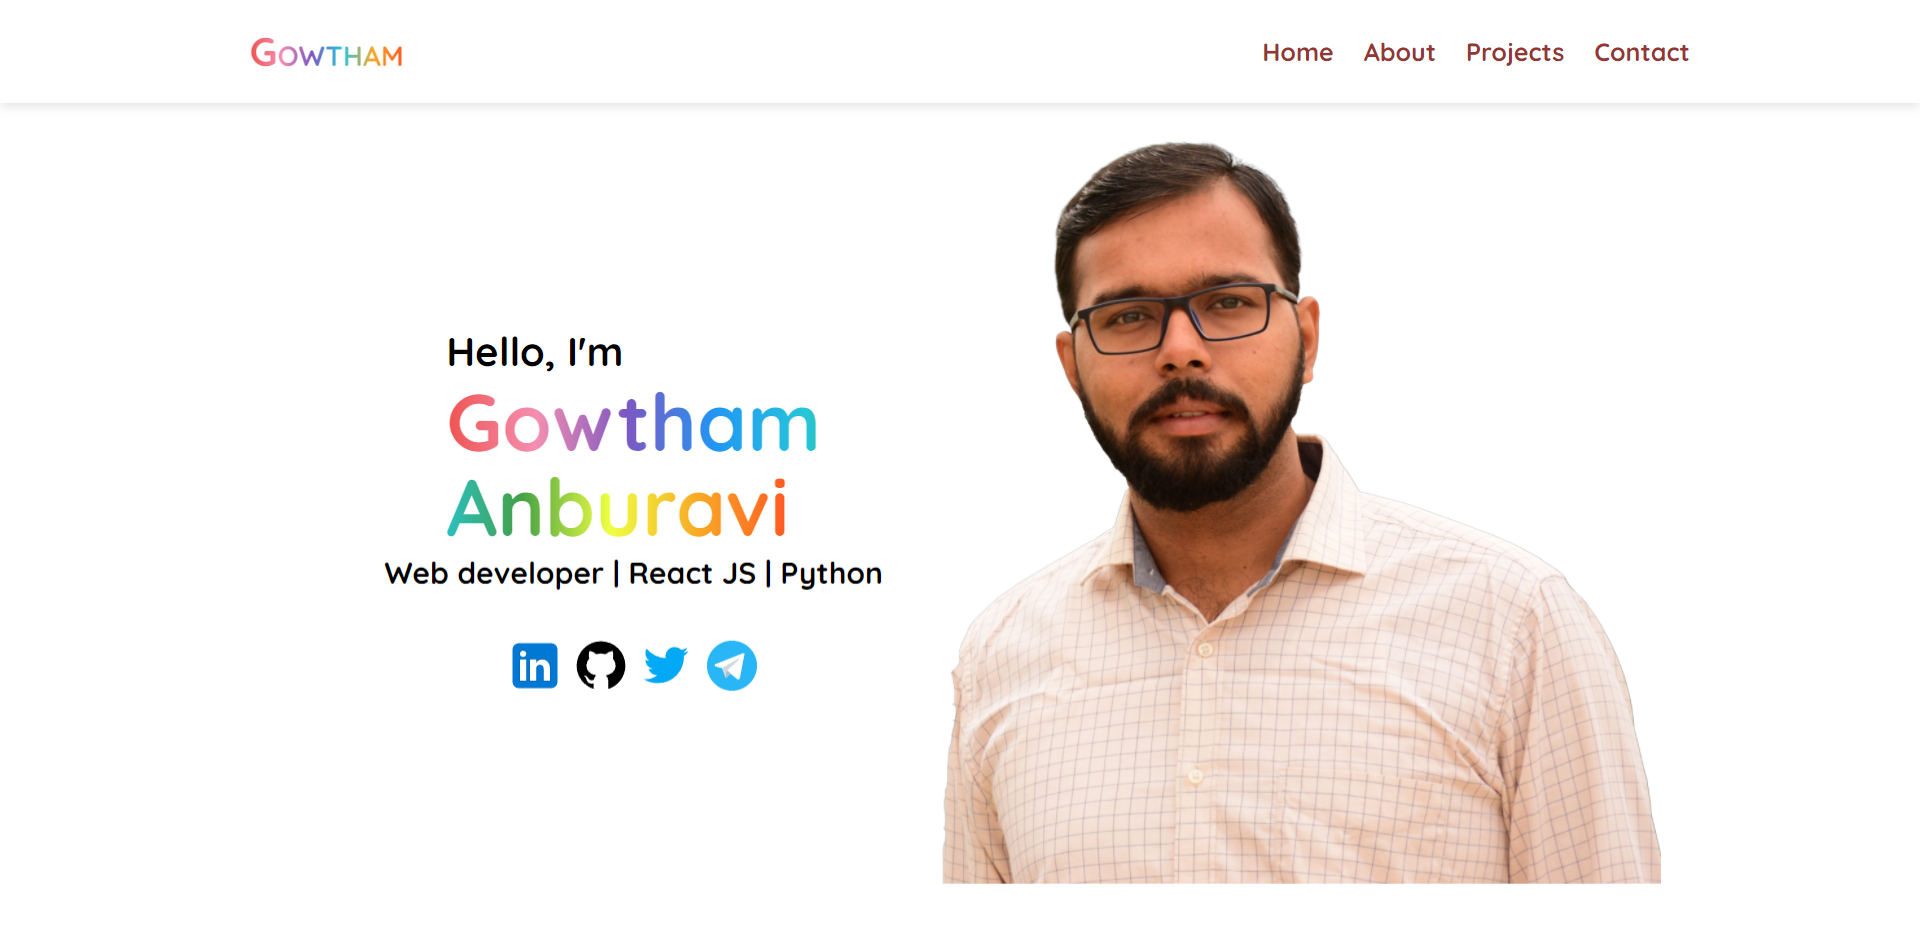 GOWTHAM
Home About Projects Contact
Hello, I'm
Gowtham
Anburavi
Web developer | React JS | Python
in